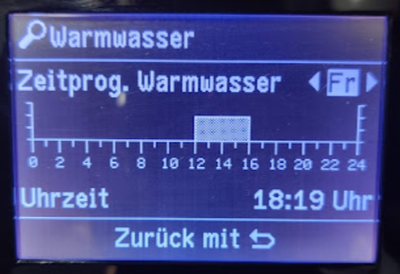 Warmwasser
Zeitprog. Warmwasser Fr
0 2 4 6 8 10 12 14 16 18 20 22 24
Uhrzeit 18:19 Uhr
Zurück mit